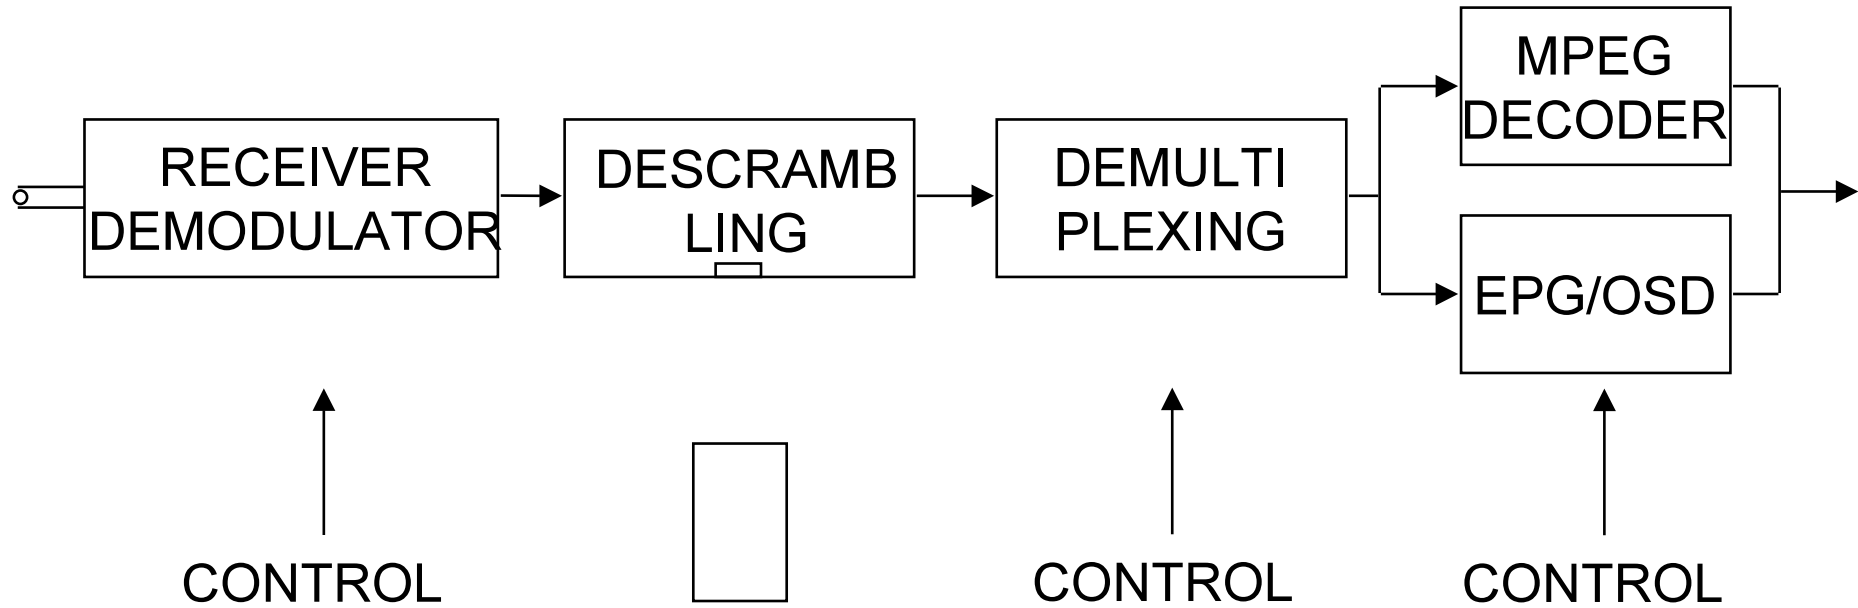 RECEIVER
DEMODULATOR
DESCRAMB
LING
DEMULTI
PLEXING
MPEG
DECODER
EPG/OSD
CONTROL
CONTROL
CONTROL